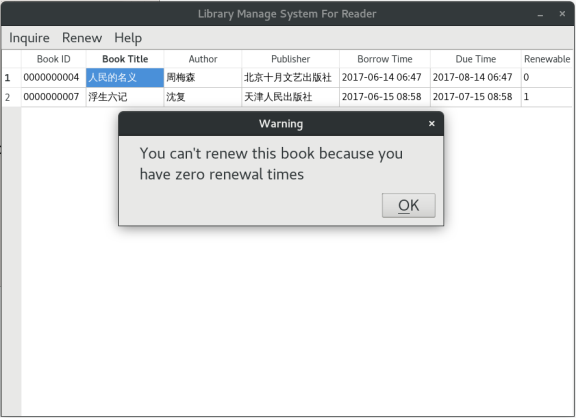 Library Manage System For Reader
Inquire Renew Help
Book ID Book Title Author Publisher Borrow Time Due Time Renewable
1 0000000004 人民的名义 周梅森 北京十月文艺出版社 2017-06-14 06:47 2017-08-14 06:47 0
2 0000000007 浮生六记 沈复 天津人民出版社 2017-06-15 08:58 2017-07-15 08:58 1
Warning
You can't renew this book because you
have zero renewal times
OK